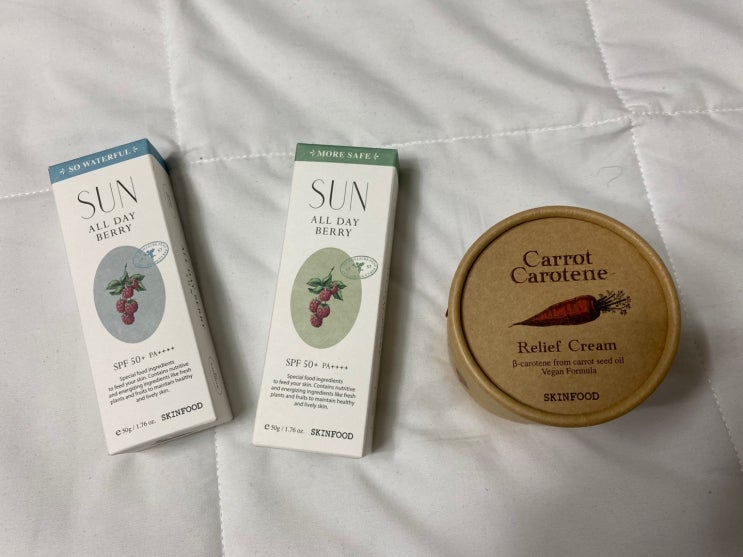 SO WATERFUL
SUN
ALL DAY
BERRY
SPF 50+ PA++++
Special food ingredients
to feed your skin. Contains nutritive
and energizing ingredients like fresh
plants and fruits to maintain healthy
and lively skin.
℮ 50g / 1.76 oz. SKINFOOD
MORE SAFE
SUN
ALL DAY
BERRY
SPF 50+ PA++++
Special food ingredients
to feed your skin. Contains nutritive
and energizing ingredients like fresh
plants and fruits to maintain healthy
and lively skin.
℮ 50g / 1.76 oz. SKINFOOD
Carrot
Carotene
Relief Cream
β-carotene from carrot seed oil
Vegan Formula
SKINFOOD